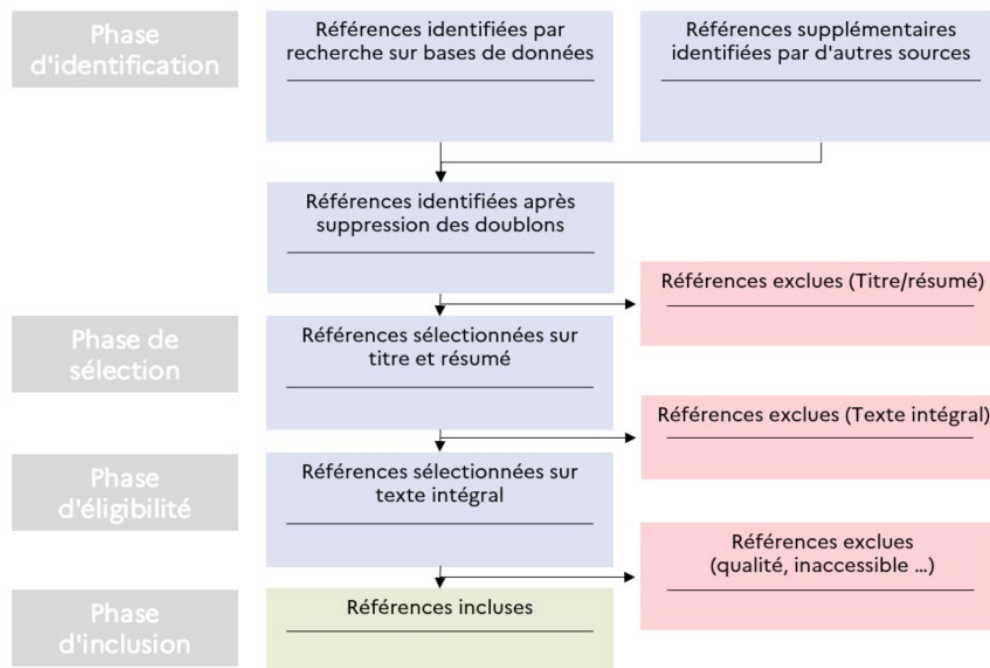 Phase
d'identification
Références identifiées par
recherche sur bases de données
Références supplémentaires
identifiées par d'autres sources
Références identifiées après
suppression des doublons
Références exclues (Titre/résumé)
Phase de
sélection
Références sélectionnées sur
titre et résumé
Références exclues (Texte intégral)
Phase
d'éligibilité
Références sélectionnées sur
texte intégral
Références exclues
(qualité, inaccessible ...)
Phase
d'inclusion
Références incluses